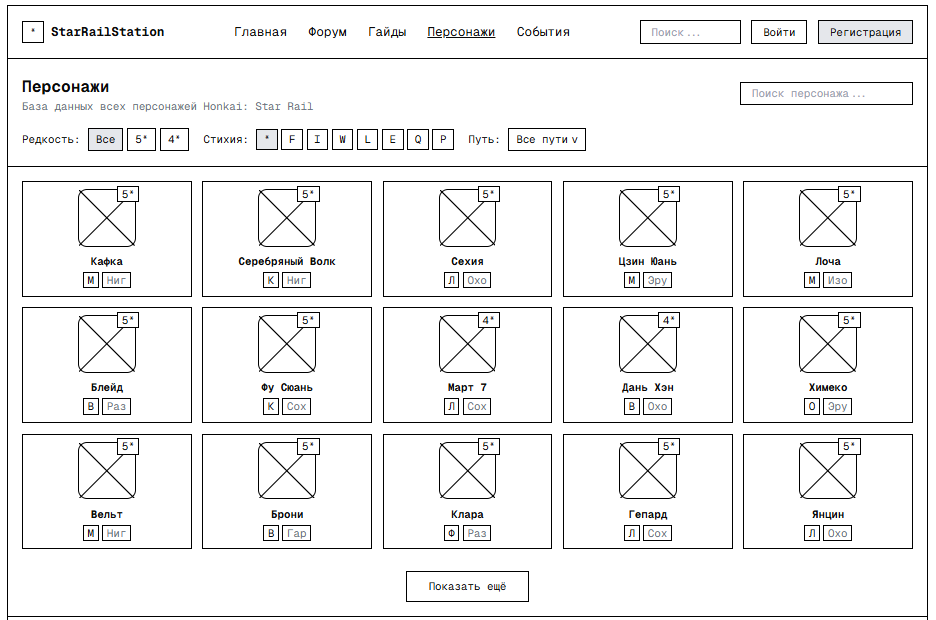 * StarRailStation Главная Форум Гайды Персонажи События Поиск... Войти Регистрация
Персонажи
База данных всех персонажей Honkai: Star Rail
Поиск персонажа...
Редкость: Все 5* 4* Стихия: * F I W L E Q P Путь: Все пути v
5* 5* 5* 5* 5*
Кафка Серебряный Волк Сехия Цзин Юань Лоча
М Ниг К Ниг Л Охо М Эру М Изо
5* 5* 4* 4* 5*
Блейд Фу Сюань Март 7 Дань Хэн Химеко
В Раз К Сох Л Сох В Охо О Эру
5* 5* 5* 5* 5*
Вельт Брони Клара Гепард Янцин
М Ниг В Гар Ф Раз Л Сох Л Охо
Показать ещё